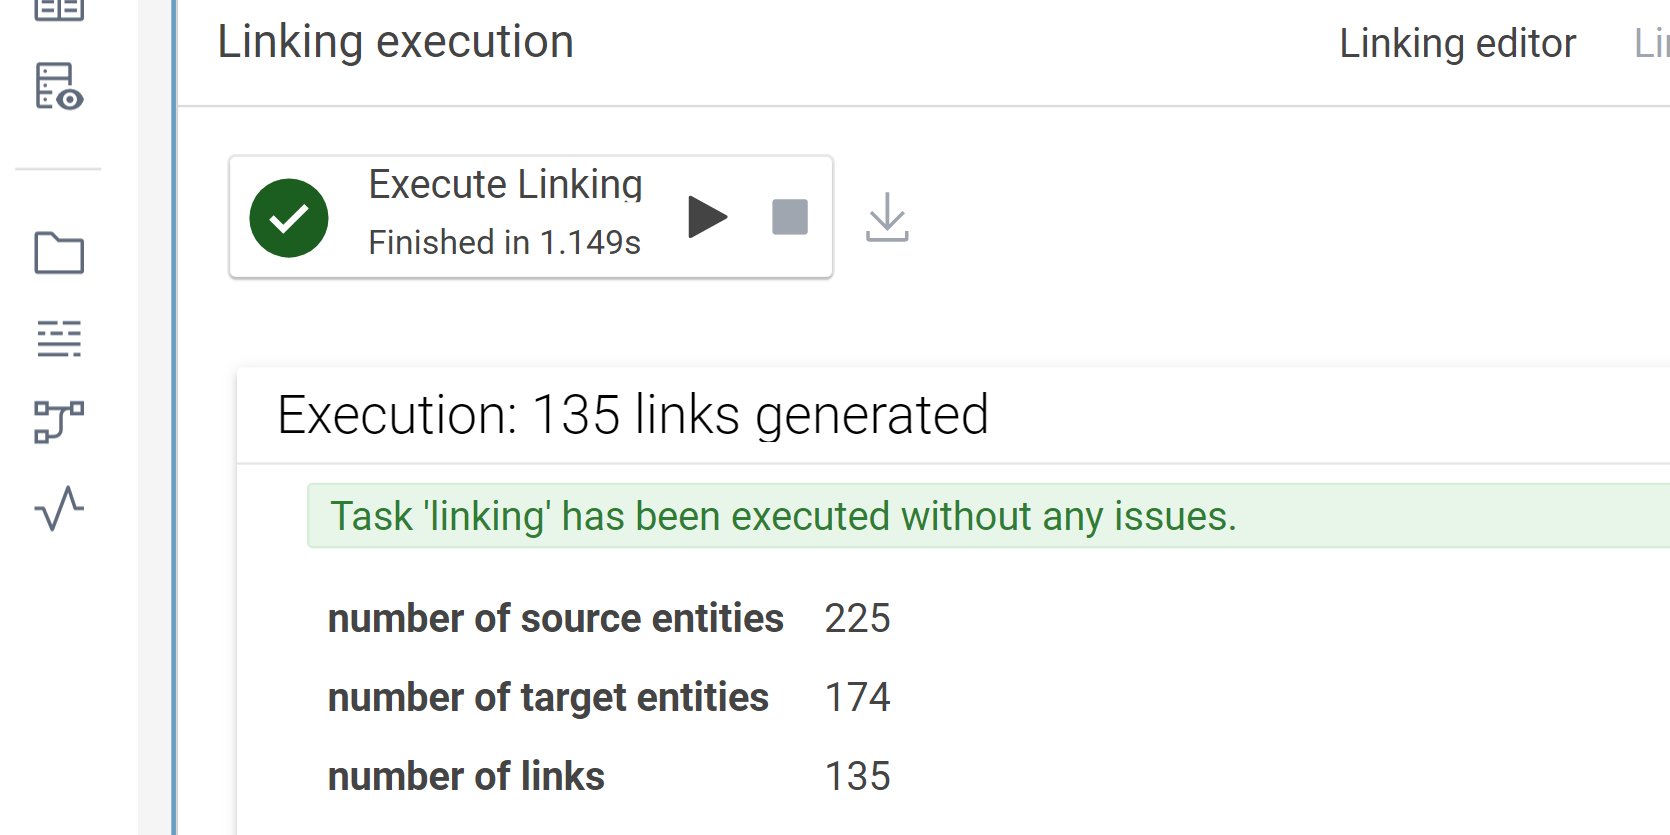 Linking execution
Linking editor
Execute Linking
Finished in 1.149s
Execution: 135 links generated
Task 'linking' has been executed without any issues.
number of source entities 225
number of target entities 174
number of links 135